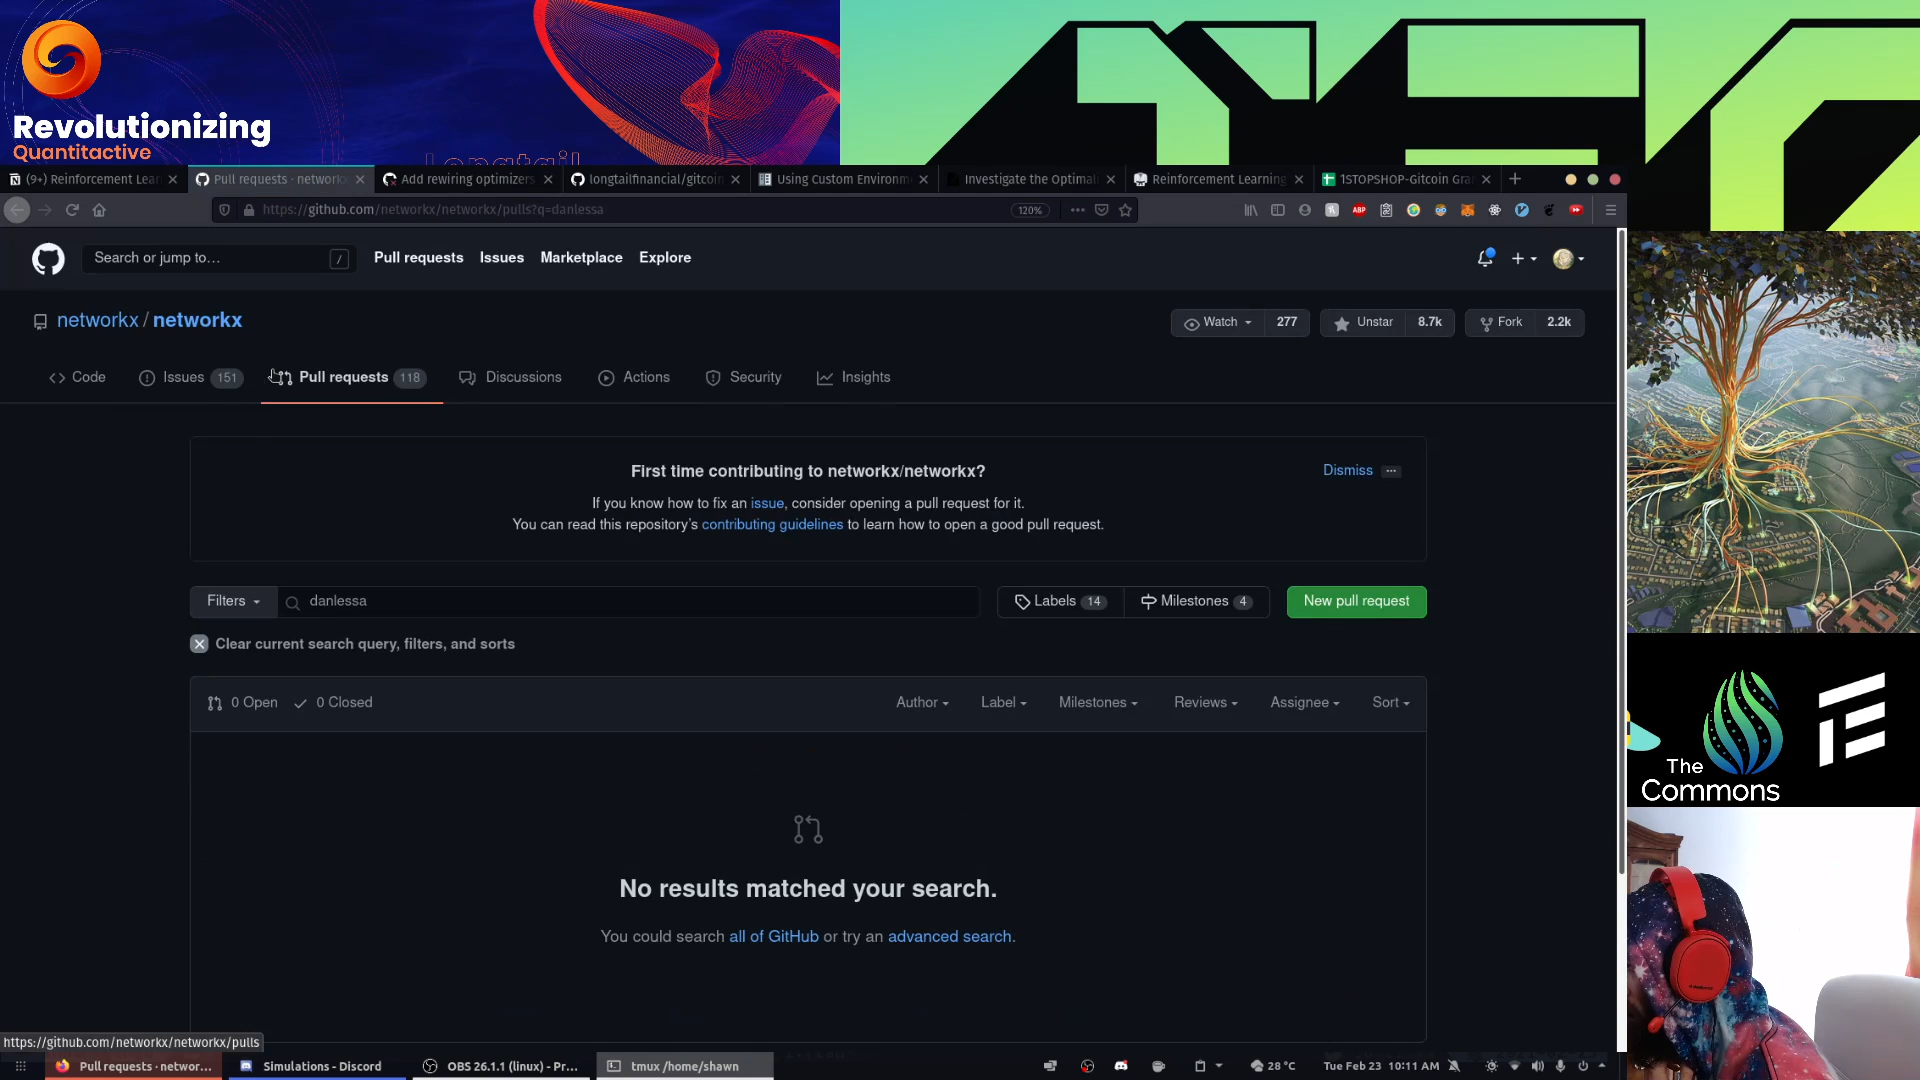 Revolutionizing
Quantitactive
Longtail
(9+) Reinforcement Lear
Pull requests · network
Add rewiring optimizers
longtailfinancial/gitcoin
Using Custom Environm
Investigate the Optimal
Reinforcement Learning
1STOPSHOP-Gitcoin Gra
https://github.com/networkx/networkx/pulls?q=danlessa
120%
ABP
Search or jump to…
/
Pull requests
Issues
Marketplace
Explore
networkx / networkx
Watch
277
Unstar
8.7k
Fork
2.2k
Code
Issues 151
Pull requests 118
Discussions
Actions
Security
Insights
First time contributing to networkx/networkx?
Dismiss
If you know how to fix an issue, consider opening a pull request for it.
You can read this repository's contributing guidelines to learn how to open a good pull request.
Filters
danlessa
Labels 14
Milestones 4
New pull request
Clear current search query, filters, and sorts
0 Open
0 Closed
Author
Label
Milestones
Reviews
Assignee
Sort
No results matched your search.
You could search all of GitHub or try an advanced search.
The
Commons
https://github.com/networkx/networkx/pulls
Pull requests · networ...
Simulations - Discord
OBS 26.1.1 (linux) - Pr...
tmux /home/shawn
28 °C
Tue Feb 23 10:11 AM